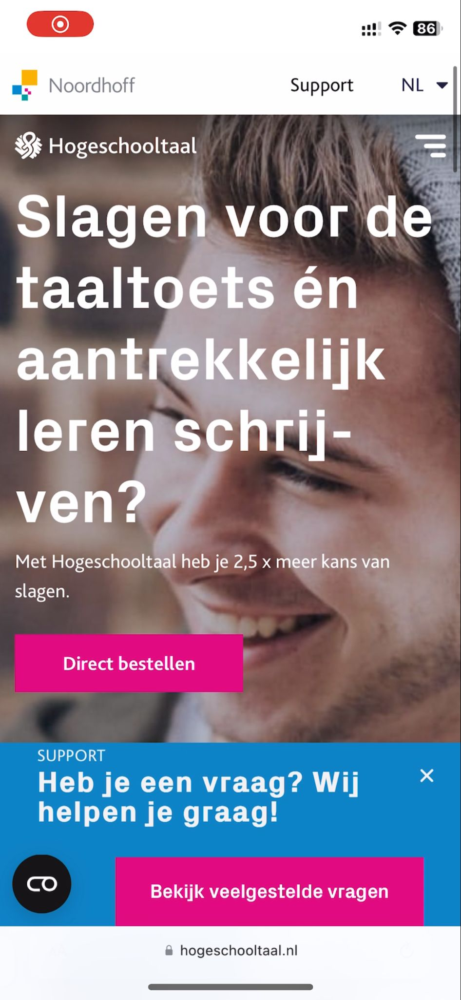 86
Noordhoff
Support
NL
Hogeschooltaal
Slagen voor de
taaltoets én
aantrekkelijk
leren schrij-
ven?
Met Hogeschooltaal heb je 2,5 x meer kans van
slagen.
Direct bestellen
SUPPORT
Heb je een vraag? Wij
helpen je graag!
Bekijk veelgestelde vragen
hogeschooltaal.nl